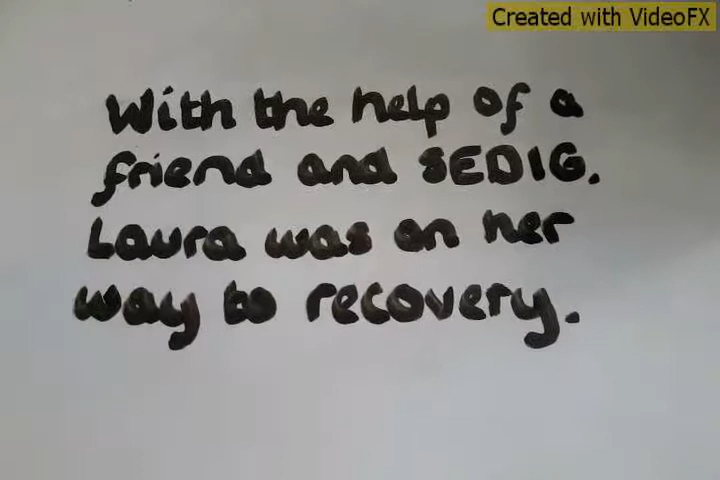 Created with VideoFX
With the help of a
friend and SEDIG.
Laura was on her
way to recovery.